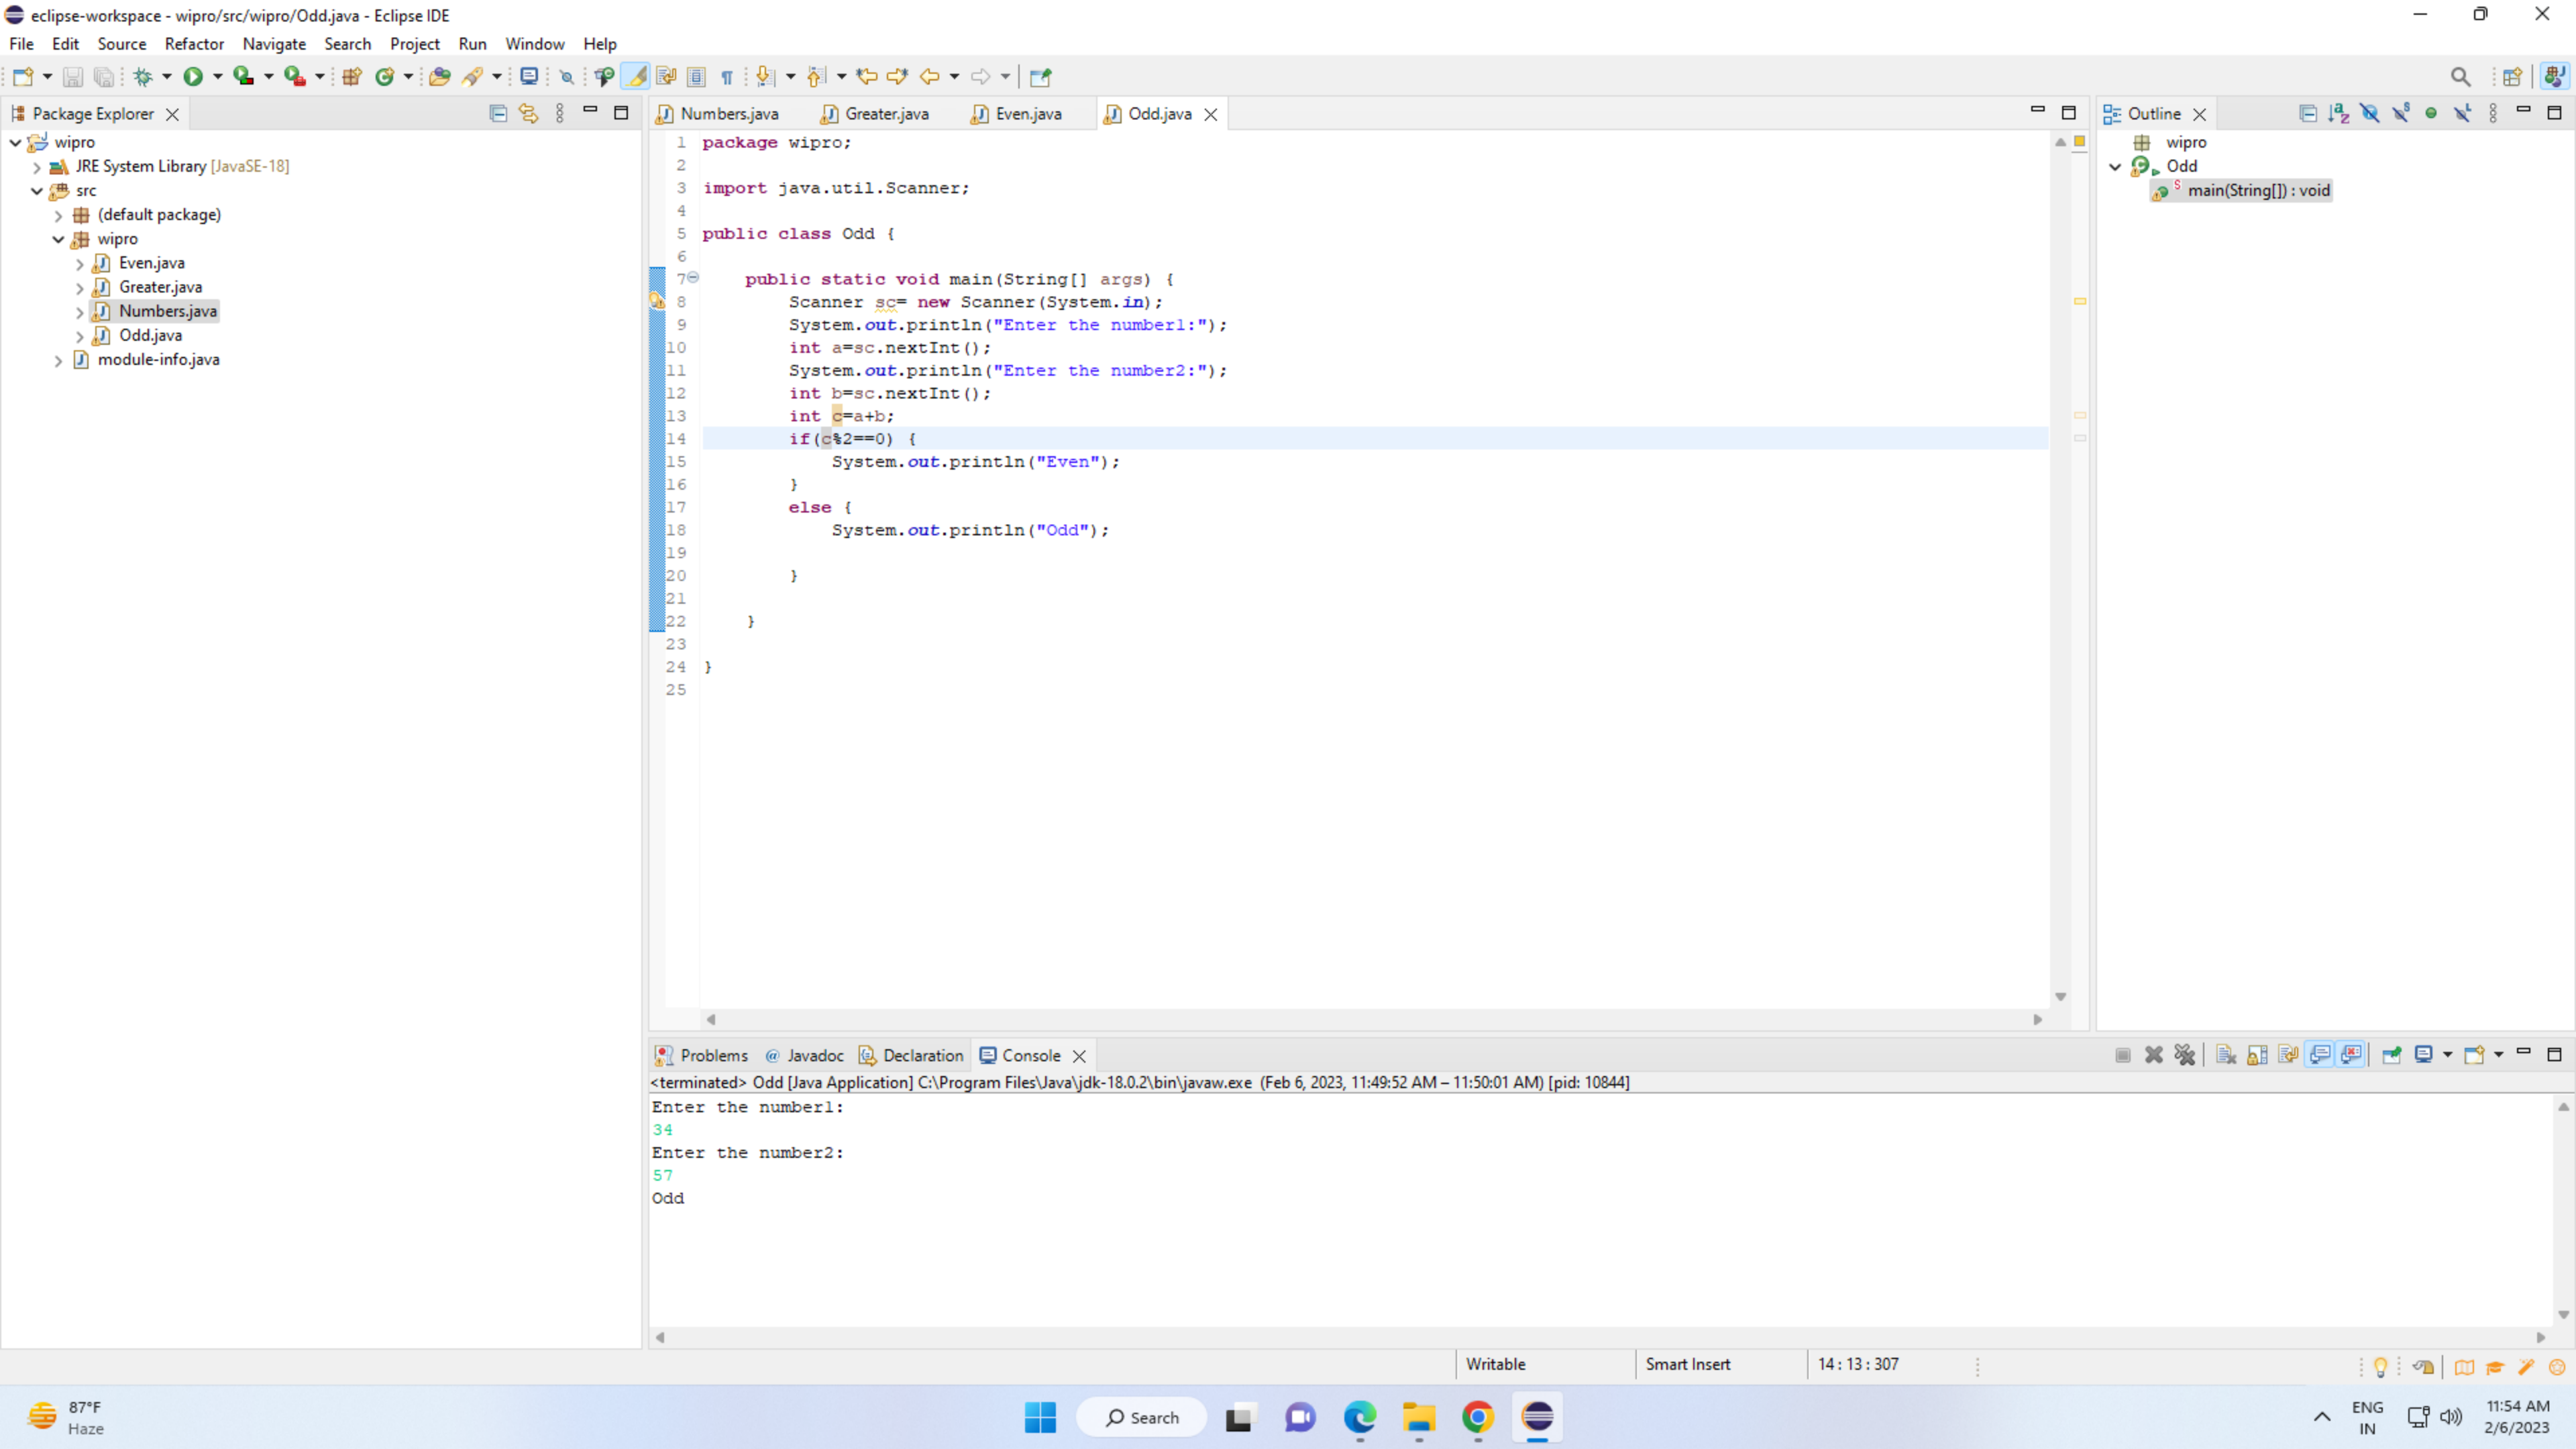 eclipse-workspace - wipro/src/wipro/Odd.java - Eclipse IDE
File Edit Source Refactor Navigate Search Project Run Window Help
Package Explorer
wipro
JRE System Library [JavaSE-18]
src
(default package)
wipro
Even.java
Greater.java
Numbers.java
Odd.java
module-info.java
Numbers.java Greater.java Even.java Odd.java
1 package wipro;
2
3 import java.util.Scanner;
4
5 public class Odd {
6
7 public static void main(String[] args) {
8 Scanner sc= new Scanner(System.in);
9 System.out.println("Enter the number1:");
10 int a=sc.nextInt();
11 System.out.println("Enter the number2:");
12 int b=sc.nextInt();
13 int c=a+b;
14 if(c%2==0) {
15 System.out.println("Even");
16 }
17 else {
18 System.out.println("Odd");
19
20 }
21
22 }
23
24 }
25
Outline
wipro
Odd
main(String[]) : void
Problems Javadoc Declaration Console
<terminated> Odd [Java Application] C:\Program Files\Java\jdk-18.0.2\bin\javaw.exe (Feb 6, 2023, 11:49:52 AM – 11:50:01 AM) [pid: 10844]
Enter the number1:
34
Enter the number2:
57
Odd
Writable Smart Insert 14 : 13 : 307
87°F
Haze
Search
ENG
IN
11:54 AM
2/6/2023